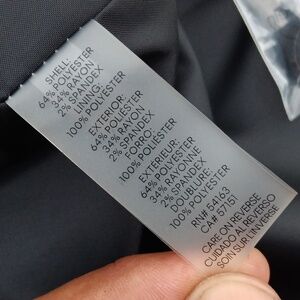 SHELL:
64% POLYESTER
34% RAYON
2% SPANDEX
LINING:
100% POLYESTER
EXTERIOR:
64% POLIESTER
34% RAYON
2% SPANDEX
FORRO:
100% POLIESTER
EXTERIEUR:
64% POLYESTER
34% RAYONNE
2% SPANDEX
DOUBLURE:
100% POLYESTER
RN# 54163
CA# 57151
CARE ON REVERSE
CUIDADO AL REVERSO
SOIN SUR L'INVERSE